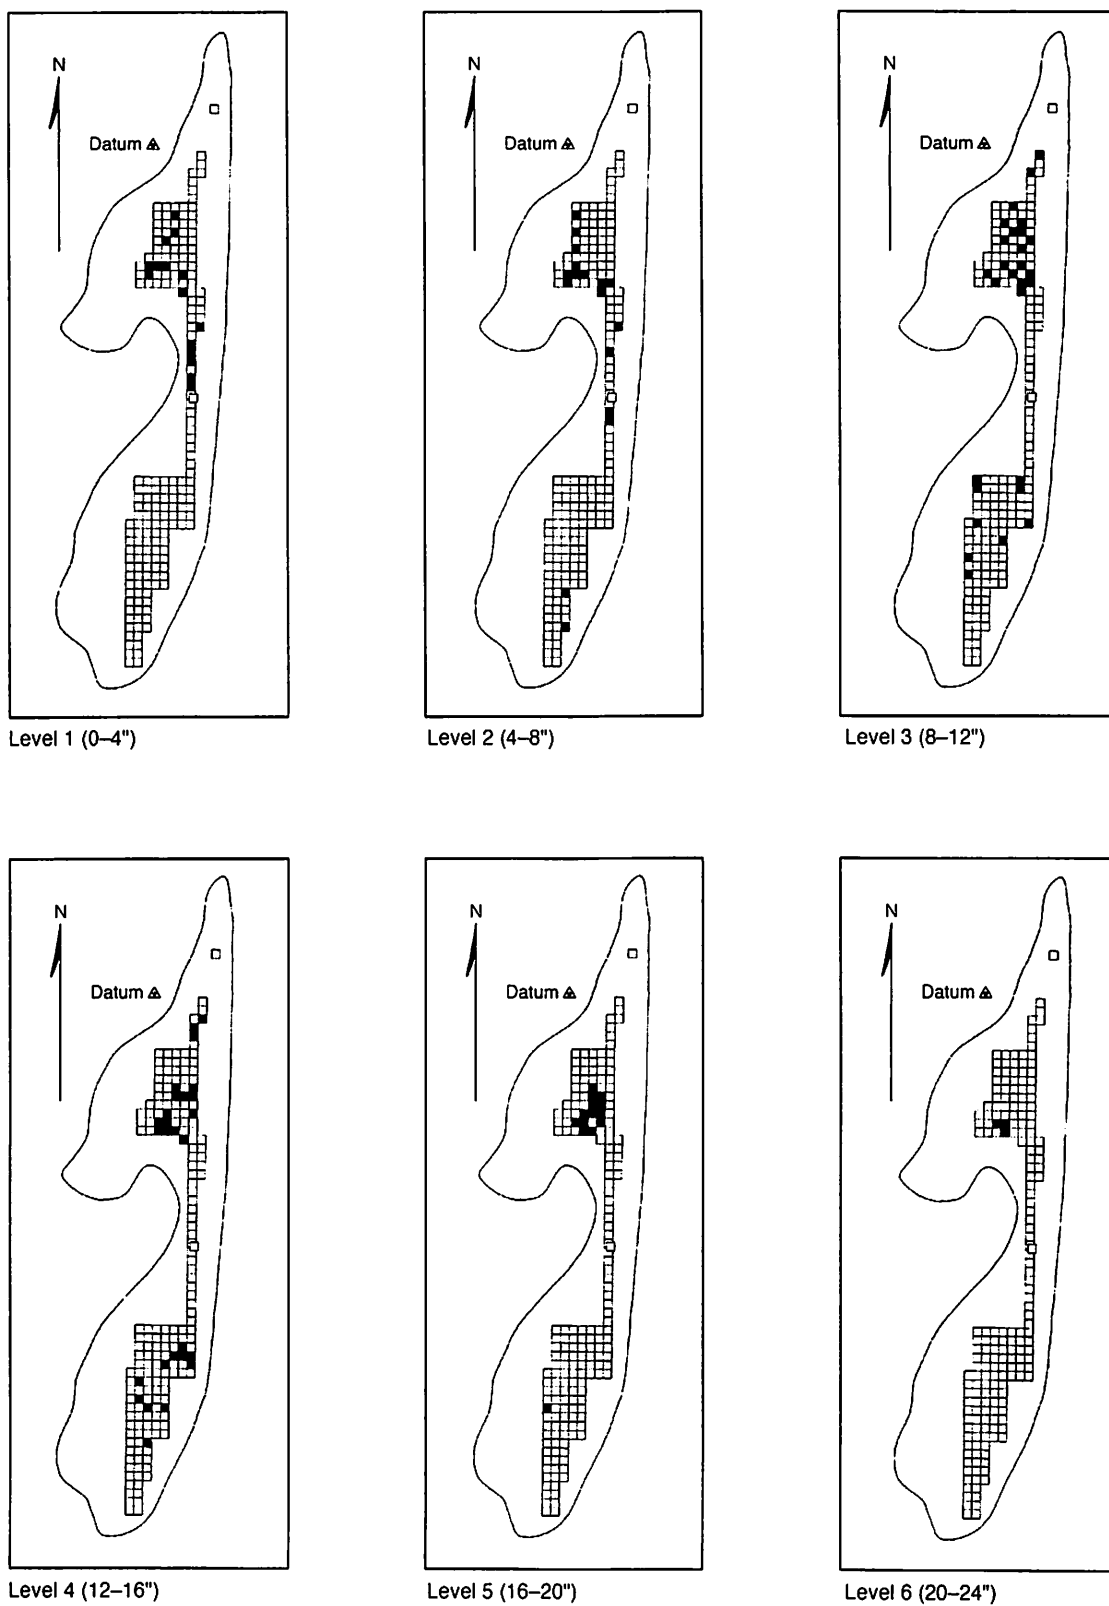 N
Datum
Level 1 (0–4")
N
Datum
Level 2 (4–8")
N
Datum
Level 3 (8–12")
N
Datum
Level 4 (12–16")
N
Datum
Level 5 (16–20")
N
Datum
Level 6 (20–24")